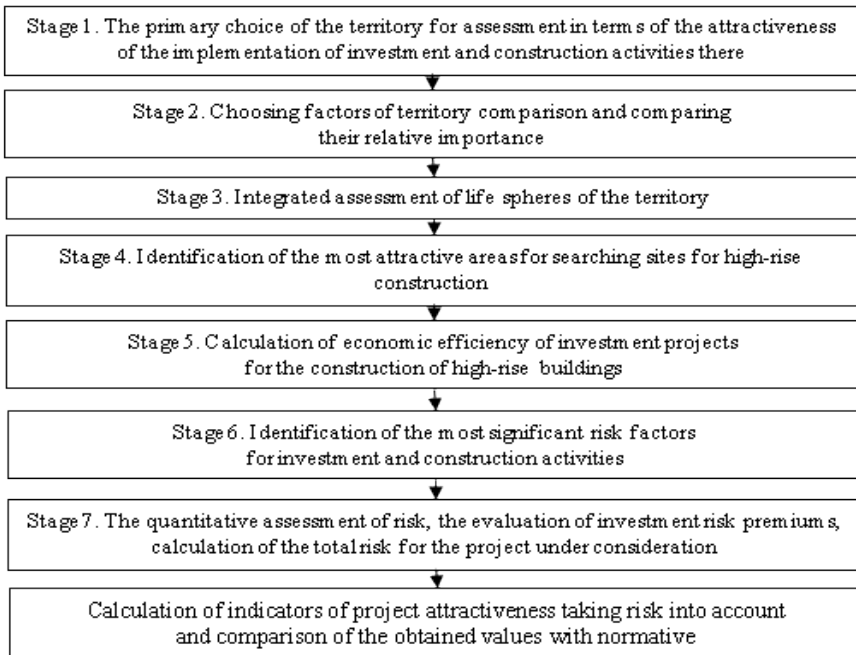 Stage 1. The primary choice of the territory for assessment in terms of the attractiveness
of the implementation of investment and construction activities there
Stage 2. Choosing factors of territory comparison and comparing
their relative importance
Stage 3. Integrated assessment of life spheres of the territory
Stage 4. Identification of the most attractive areas for searching sites for high-rise
construction
Stage 5. Calculation of economic efficiency of investment projects
for the construction of high-rise buildings
Stage 6. Identification of the most significant risk factors
for investment and construction activities
Stage 7. The quantitative assessment of risk, the evaluation of investment risk premiums,
calculation of the total risk for the project under consideration
Calculation of indicators of project attractiveness taking risk into account
and comparison of the obtained values with normative